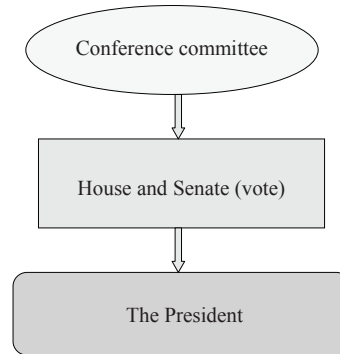 Conference committee
House and Senate (vote)
The President